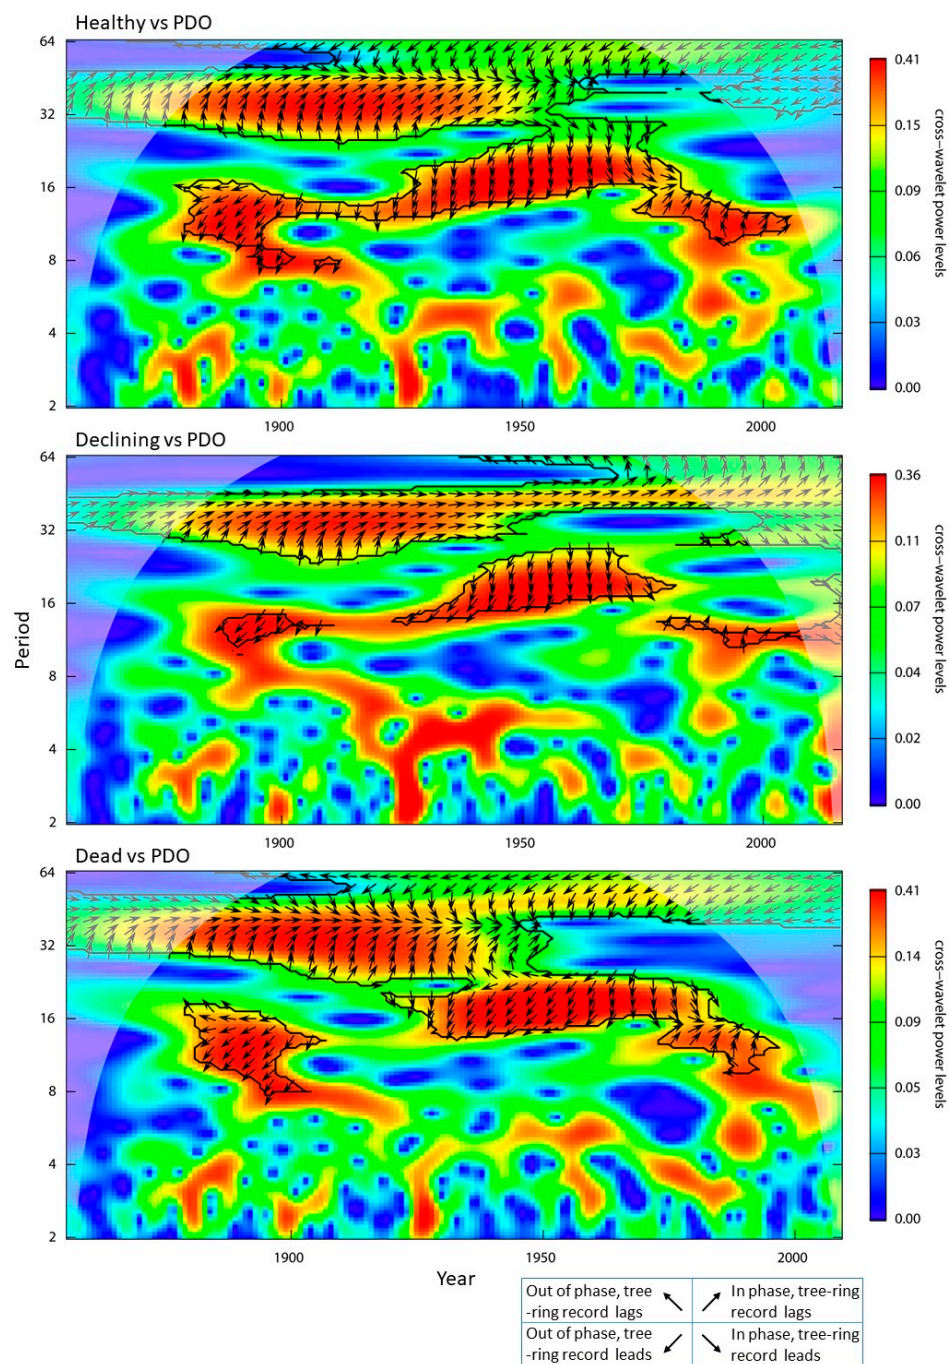 Healthy vs PDO
64
32
16
8
4
2
1900
1950
2000
0.41
0.15
0.09
0.06
0.03
0.00
cross−wavelet power levels
Declining vs PDO
64
32
16
8
4
2
1900
1950
2000
0.36
0.11
0.07
0.04
0.02
0.00
cross−wavelet power levels
Period
Dead vs PDO
64
32
16
8
4
2
1900
1950
2000
0.41
0.14
0.09
0.05
0.03
0.00
cross−wavelet power levels
Year
Out of phase, tree
-ring record lags
In phase, tree-ring
record lags
Out of phase, tree
-ring record leads
In phase, tree-ring
record leads